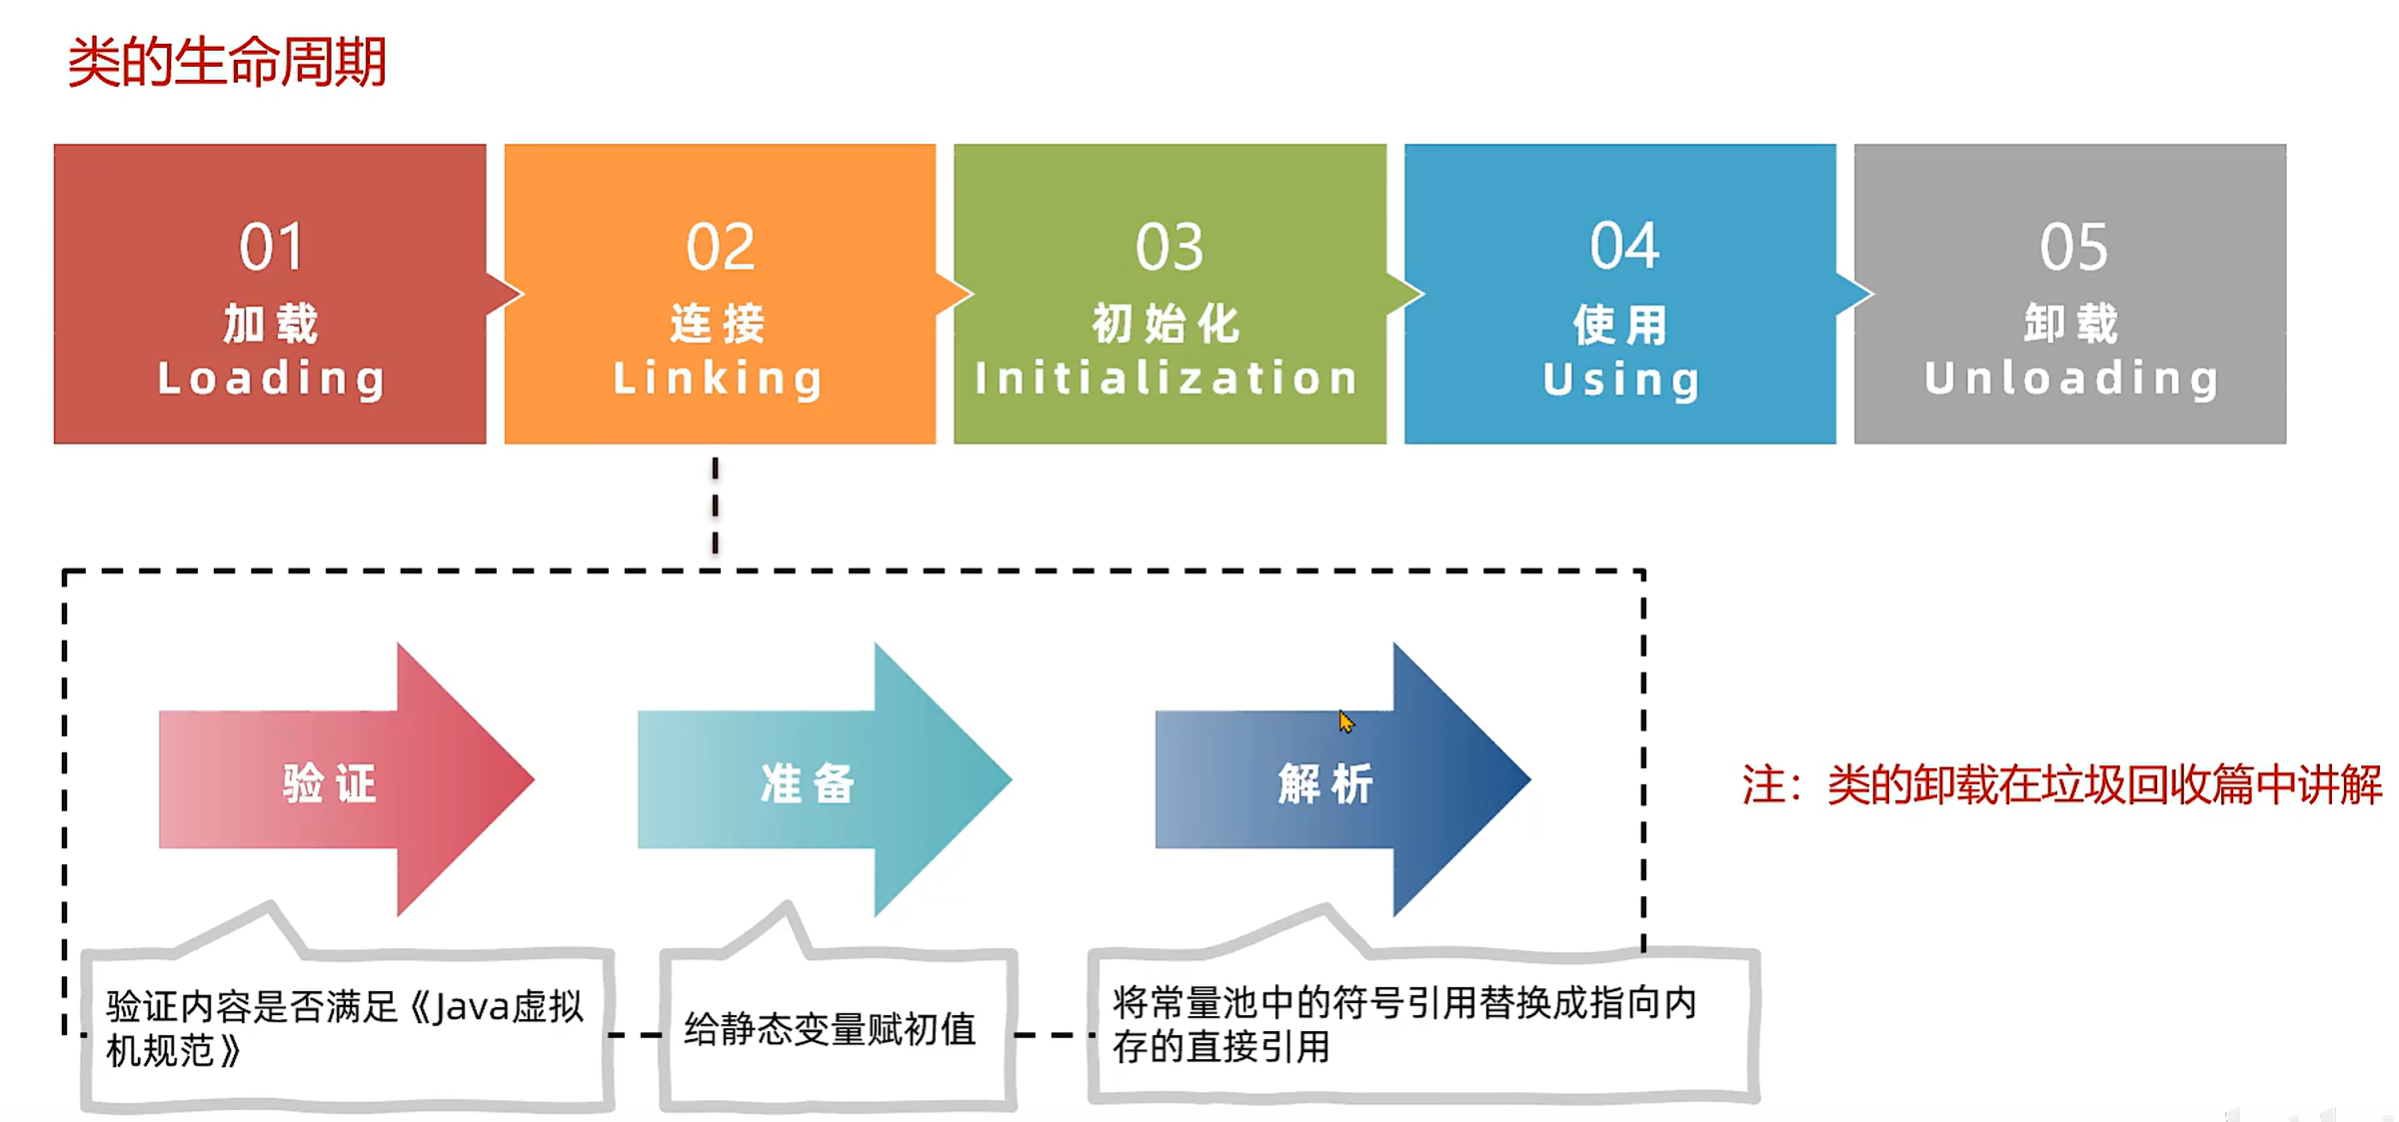 类的生命周期
01
加载
Loading
02
连接
Linking
03
初始化
Initialization
04
使用
Using
05
卸载
Unloading
验证
准备
解析
注：类的卸载在垃圾回收篇中讲解
验证内容是否满足《Java虚拟
机规范》
给静态变量赋初值
将常量池中的符号引用替换成指向内
存的直接引用